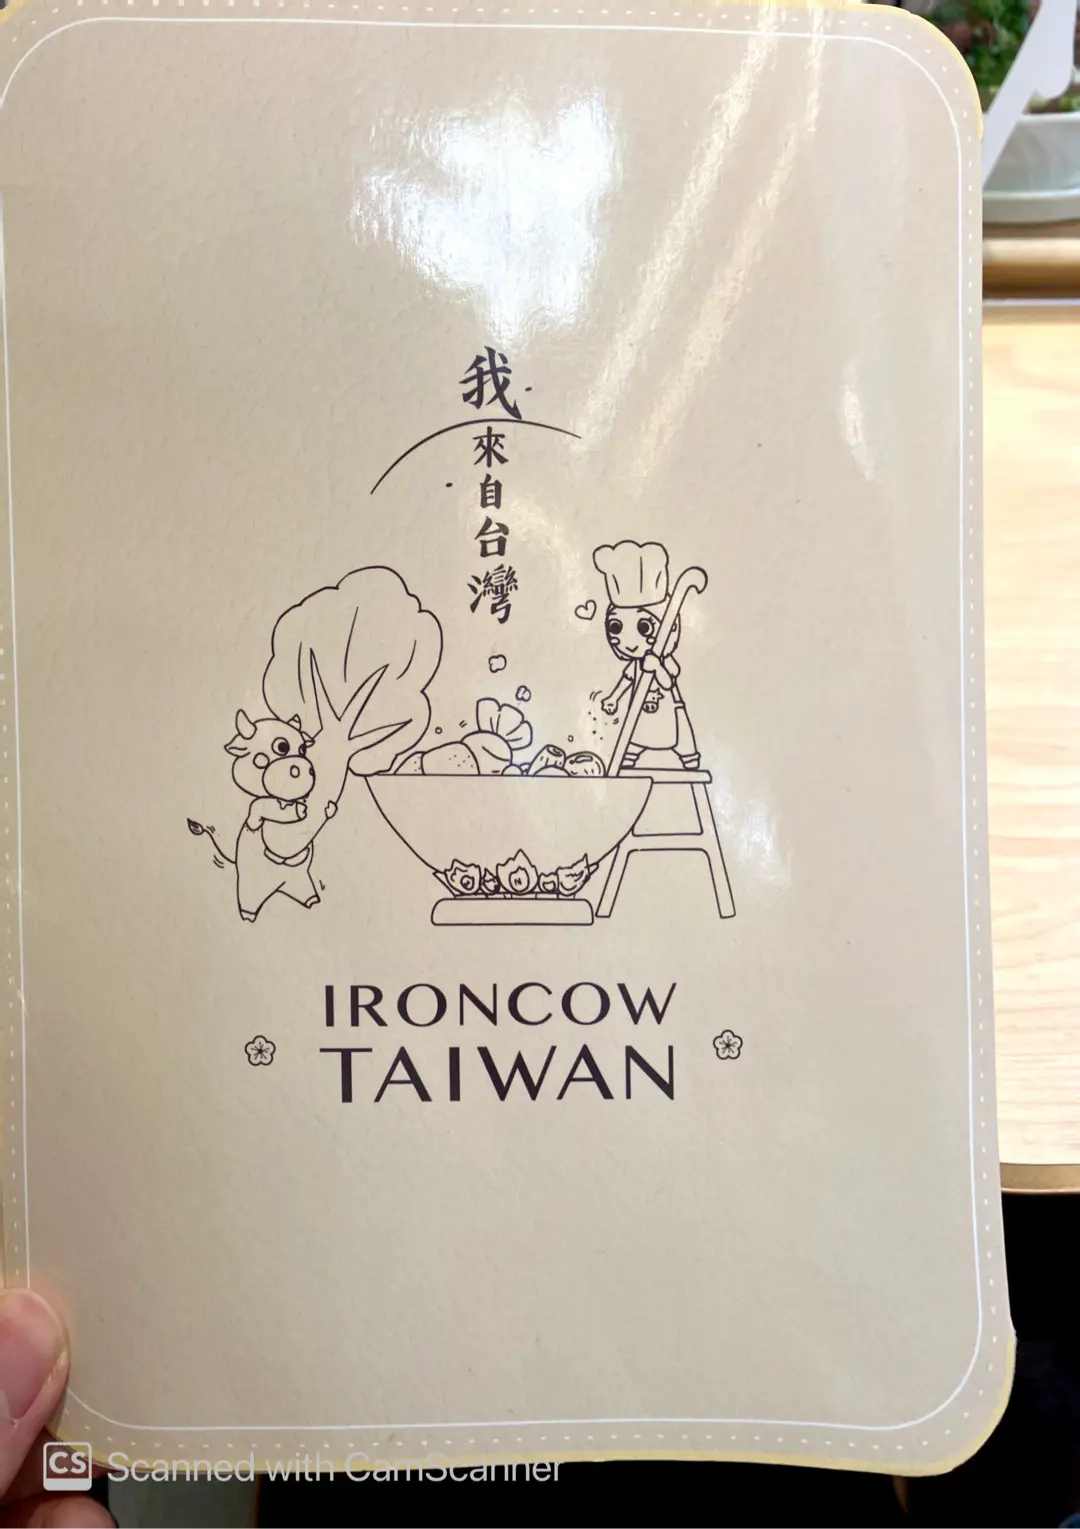 我來自台灣
IRONCOW
TAIWAN
CS Scanned with CamScanner